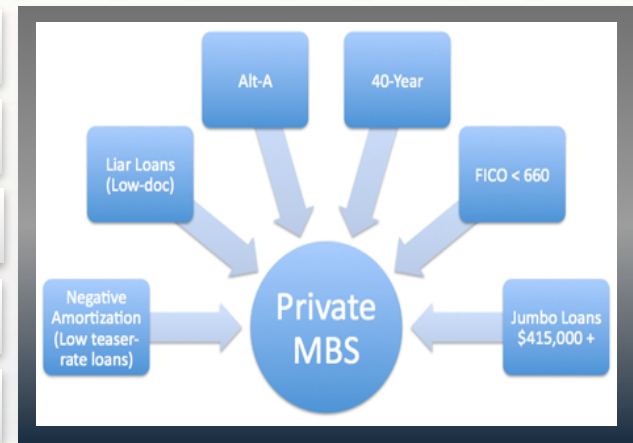 Alt-A
40-Year
Liar Loans
(Low-doc)
FICO < 660
Negative
Amortization
(Low teaser-
rate loans)
Private
MBS
Jumbo Loans
$415,000 +